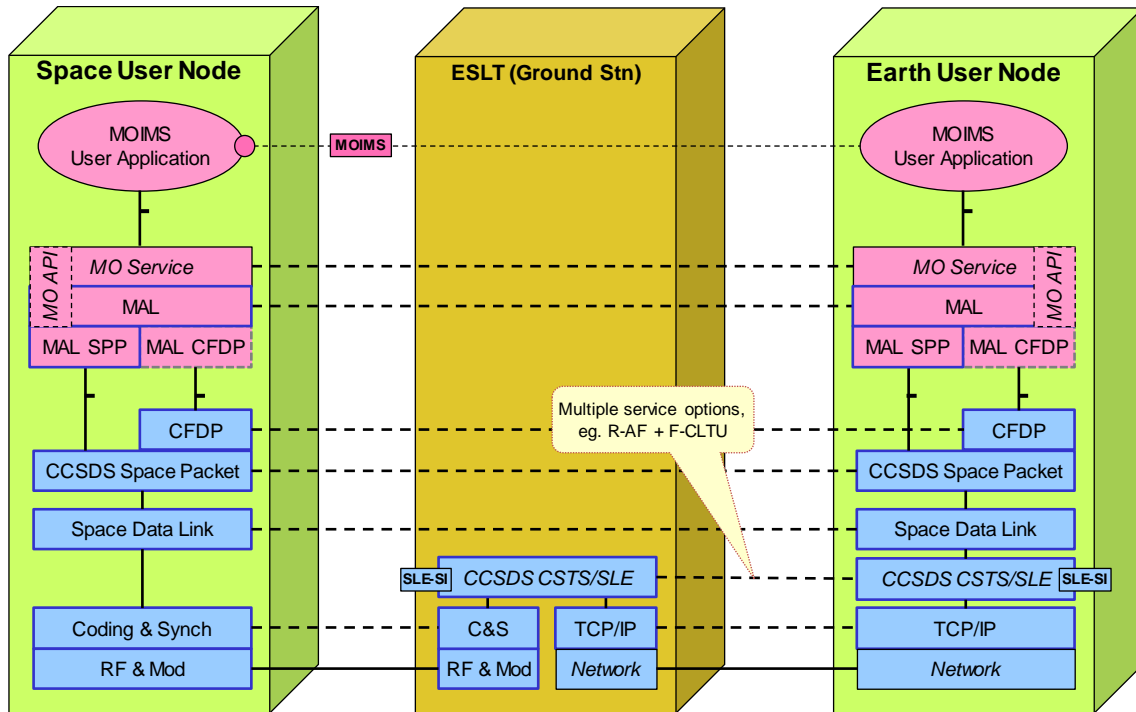 Space User Node
ESLT (Ground Stn)
Earth User Node
MOIMS
User Application
MOIMS
MOIMS
User Application
MO API
MO Service
MAL
MAL SPP
MAL CFDP
MO Service
MO API
MAL
MAL SPP
MAL CFDP
Multiple service options,
eg. R-AF + F-CLTU
CFDP
CFDP
CCSDS Space Packet
CCSDS Space Packet
Space Data Link
Space Data Link
SLE-SI
CCSDS CSTS/SLE
CCSDS CSTS/SLE
SLE-SI
Coding & Synch
C&S
TCP/IP
TCP/IP
RF & Mod
RF & Mod
Network
Network